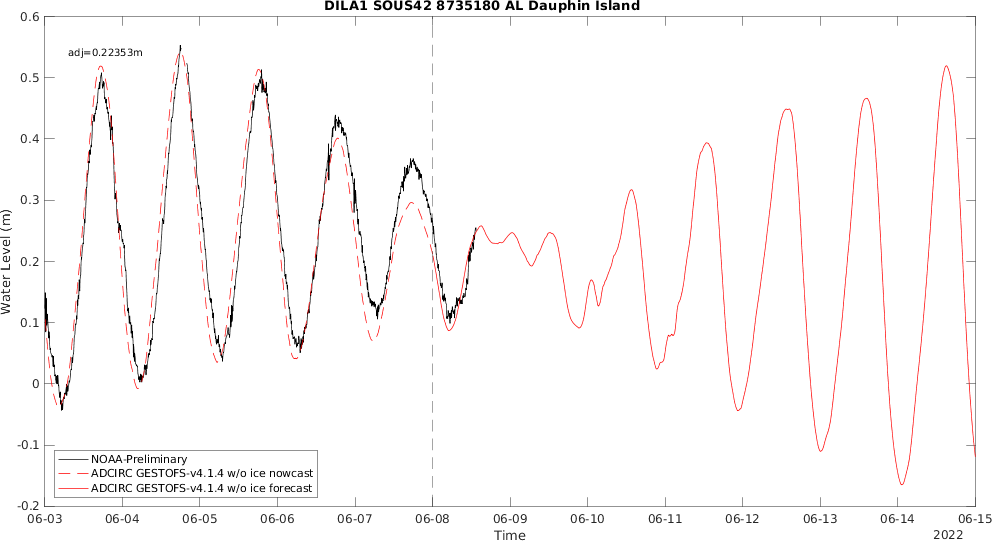 DILA1 SOUS42 8735180 AL Dauphin Island
adj=0.22353m
Water Level (m)
0.6
0.5
0.4
0.3
0.2
0.1
0
-0.1
-0.2
NOAA-Preliminary
ADCIRC GESTOFS-v4.1.4 w/o ice nowcast
ADCIRC GESTOFS-v4.1.4 w/o ice forecast
06-03 06-04 06-05 06-06 06-07 06-08 06-09 06-10 06-11 06-12 06-13 06-14 06-15
Time
2022